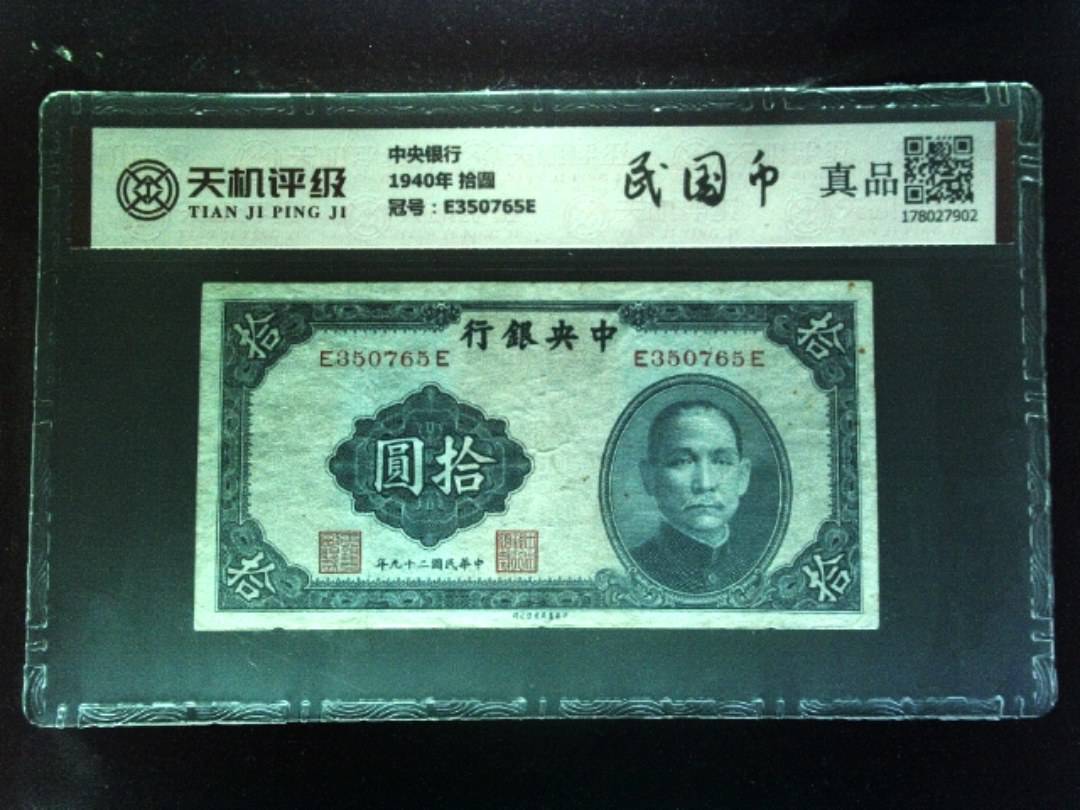 天机评级
TIAN JI PING JI
中央银行
1940年 拾圆
冠号：E350765E
民国币
真品
178027902
行銀央中
E350765E E350765E
拾 拾
圓拾
年九十二國民華中
拾 拾